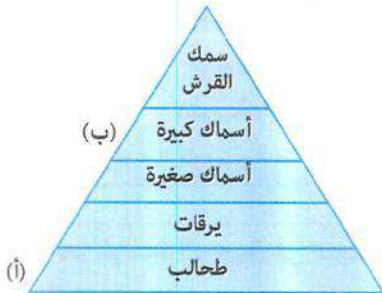 سمك
القرش
أسماك كبيرة (ب)
أسماك صغيرة
يرقات
طحالب (أ)